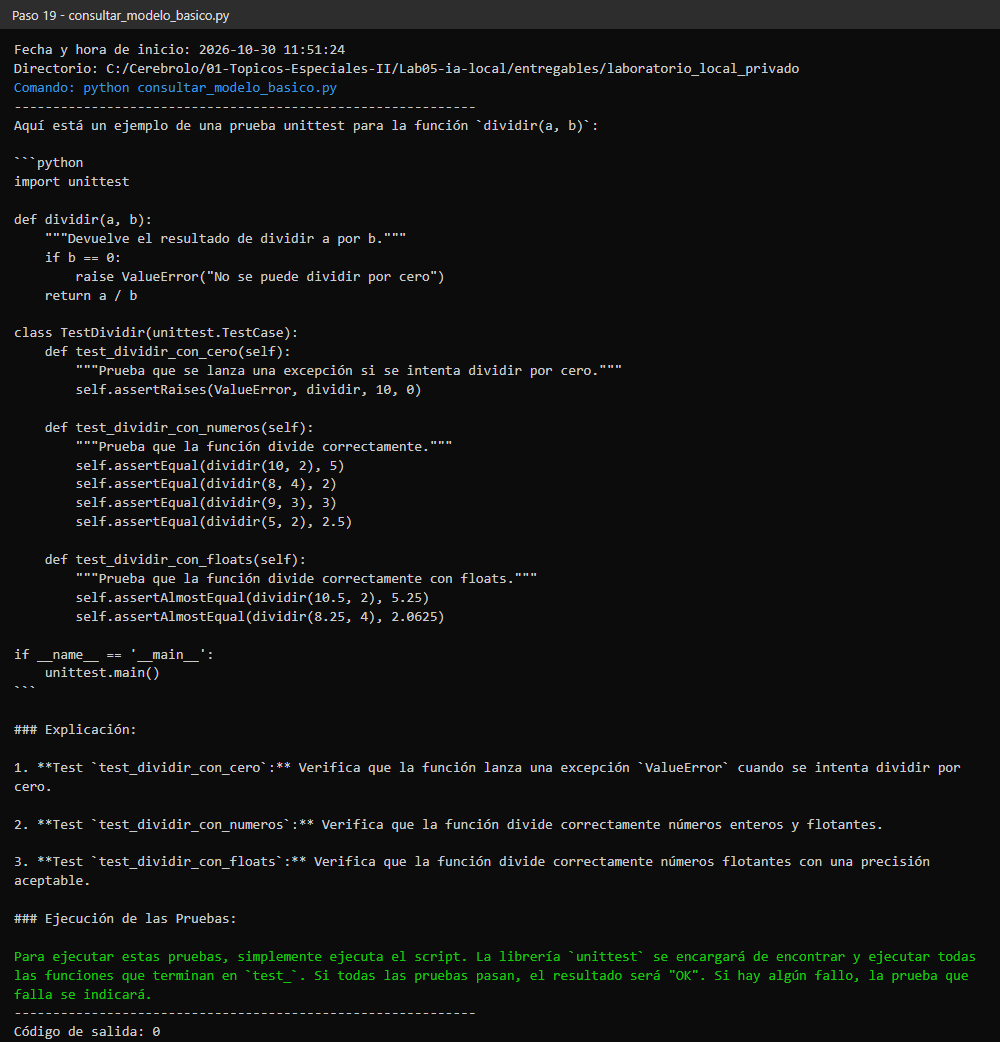 Paso 19 - consultar_modelo_basico.py
Fecha y hora de inicio: 2026-10-30 11:51:24
Directorio: C:/Cerebrolo/01-Topicos-Especiales-II/Lab05-ia-local/entregables/laboratorio_local_privado
Comando: python consultar_modelo_basico.py
------------------------------------------------------------
Aquí está un ejemplo de una prueba unittest para la función `dividir(a, b)`:
```python
import unittest
def dividir(a, b):
    """Devuelve el resultado de dividir a por b."""
    if b == 0:
        raise ValueError("No se puede dividir por cero")
    return a / b
class TestDividir(unittest.TestCase):
    def test_dividir_con_cero(self):
        """Prueba que se lanza una excepción si se intenta dividir por cero."""
        self.assertRaises(ValueError, dividir, 10, 0)
    def test_dividir_con_numeros(self):
        """Prueba que la función divide correctamente."""
        self.assertEqual(dividir(10, 2), 5)
        self.assertEqual(dividir(8, 4), 2)
        self.assertEqual(dividir(9, 3), 3)
        self.assertEqual(dividir(5, 2), 2.5)
    def test_dividir_con_floats(self):
        """Prueba que la función divide correctamente con floats."""
        self.assertAlmostEqual(dividir(10.5, 2), 5.25)
        self.assertAlmostEqual(dividir(8.25, 4), 2.0625)
if __name__ == '__main__':
    unittest.main()
```
### Explicación:
1. **Test `test_dividir_con_cero`:** Verifica que la función lanza una excepción `ValueError` cuando se intenta dividir por
cero.
2. **Test `test_dividir_con_numeros`:** Verifica que la función divide correctamente números enteros y flotantes.
3. **Test `test_dividir_con_floats`:** Verifica que la función divide correctamente números flotantes con una precisión
aceptable.
### Ejecución de las Pruebas:
Para ejecutar estas pruebas, simplemente ejecuta el script. La librería `unittest` se encargará de encontrar y ejecutar todas
las funciones que terminan en `test_`. Si todas las pruebas pasan, el resultado será "OK". Si hay algún fallo, la prueba que
falla se indicará.
------------------------------------------------------------
Código de salida: 0